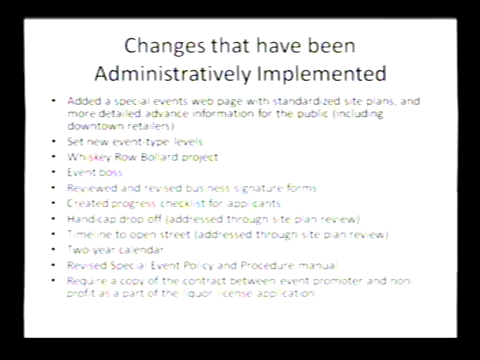 Changes that have been
Administratively Implemented
• Added a special events web page with standardized site plans, and
more detailed advance information for the public (including
downtown retailers)
• Set new event-type levels
• Whiskey Row Bollard project
• Event boss
• Reviewed and revised business signature forms
• Created progress checklist for applicants
• Handicap drop off (addressed through site plan review)
• Timeline to open street (addressed through site plan review)
• Two-year calendar
• Revised Special Event Policy and Procedure manual
• Require a copy of the contract between event promoter and non
profit as a part of the liquor license application